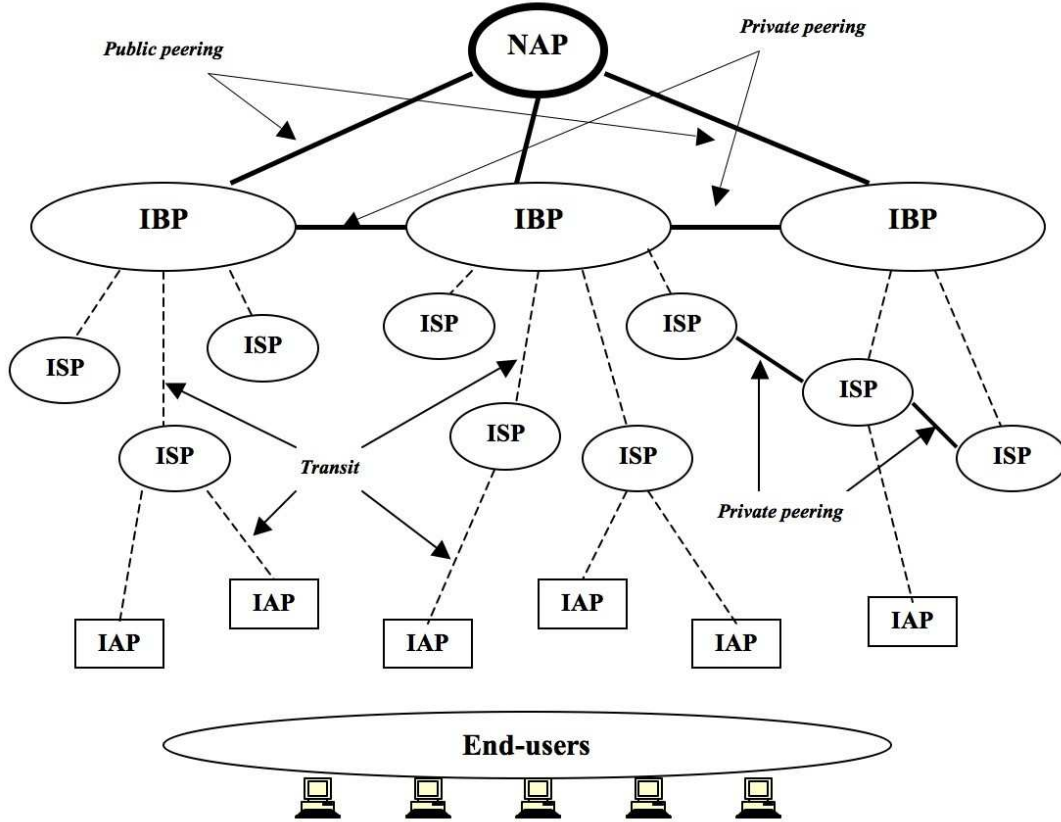 NAP
Public peering
Private peering
IBP
IBP
IBP
ISP
ISP
ISP
ISP
ISP
ISP
ISP
ISP
ISP
Transit
ISP
Private peering
IAP
IAP
IAP
IAP
IAP
IAP
End-users